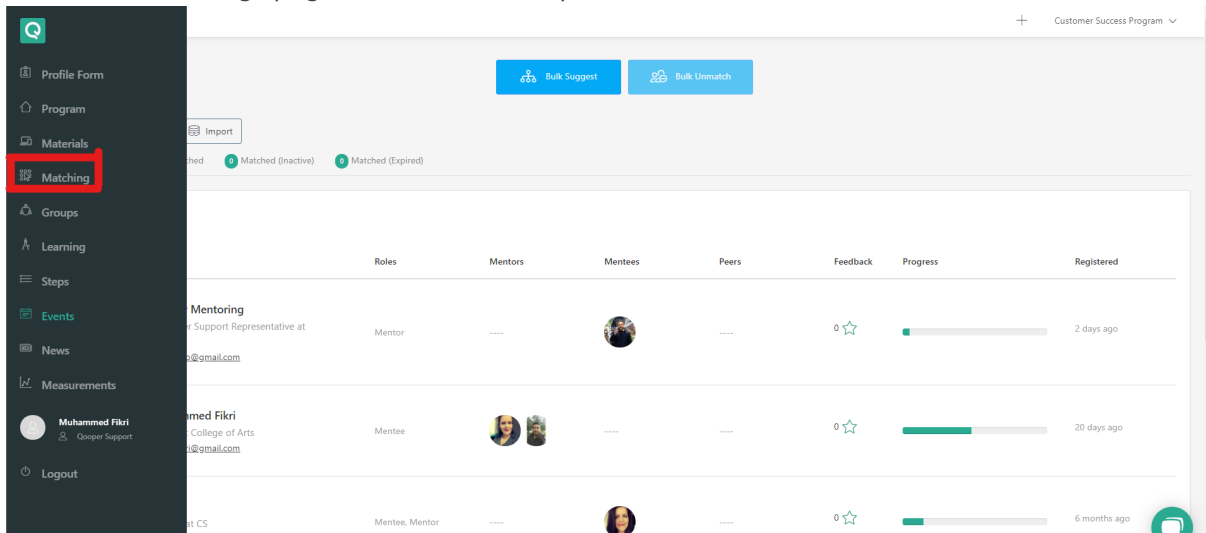 Q
Customer Success Program
Profile Form
Program
Materials
Matching
Groups
Learning
Steps
Events
News
Measurements
Muhammed Fikri
Qooper Support
Logout
Bulk Suggest
Bulk Unmatch
Import
ched
0 Matched (Inactive)
0 Matched (Expired)
Roles Mentors Mentees Peers Feedback Progress Registered
Mentoring
Support Representative at
Mentor ---- ---- 0 2 days ago
@gmail.com
med Fikri
College of Arts
Mentee ---- ---- 0 20 days ago
@gmail.com
at CS
Mentee, Mentor ---- ---- 0 6 months ago